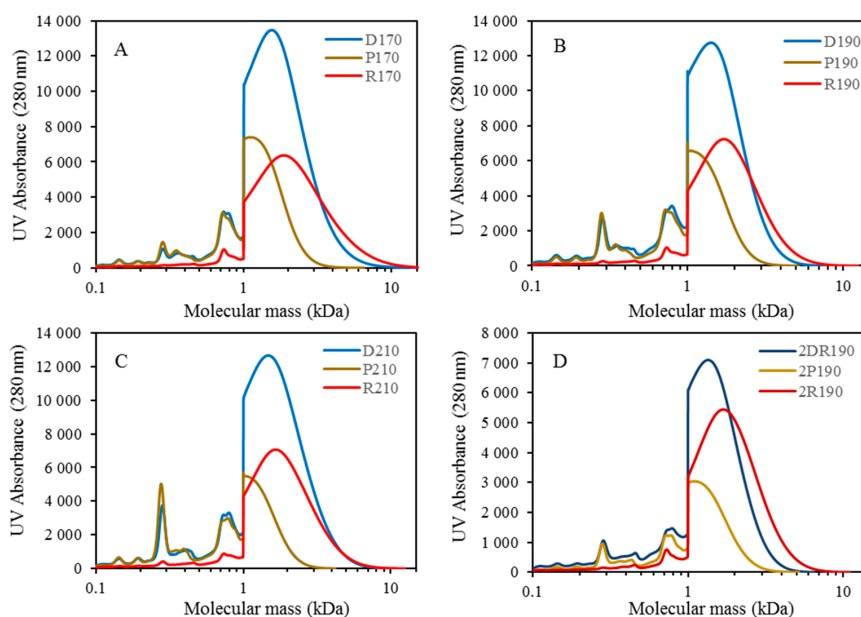 14 000
12 000
10 000
8 000
6 000
4 000
2 000
0
UV Absorbance (280 nm)
A
D170
P170
R170
0.1
1
10
Molecular mass (kDa)
14 000
12 000
10 000
8 000
6 000
4 000
2 000
0
UV Absorbance (280 nm)
B
D190
P190
R190
0.1
1
10
Molecular mass (kDa)
14 000
12 000
10 000
8 000
6 000
4 000
2 000
0
UV Absorbance (280 nm)
C
D210
P210
R210
0.1
1
10
Molecular mass (kDa)
8 000
7 000
6 000
5 000
4 000
3 000
2 000
1 000
0
UV Absorbance (280 nm)
D
2DR190
2P190
2R190
0.1
1
10
Molecular mass (kDa)